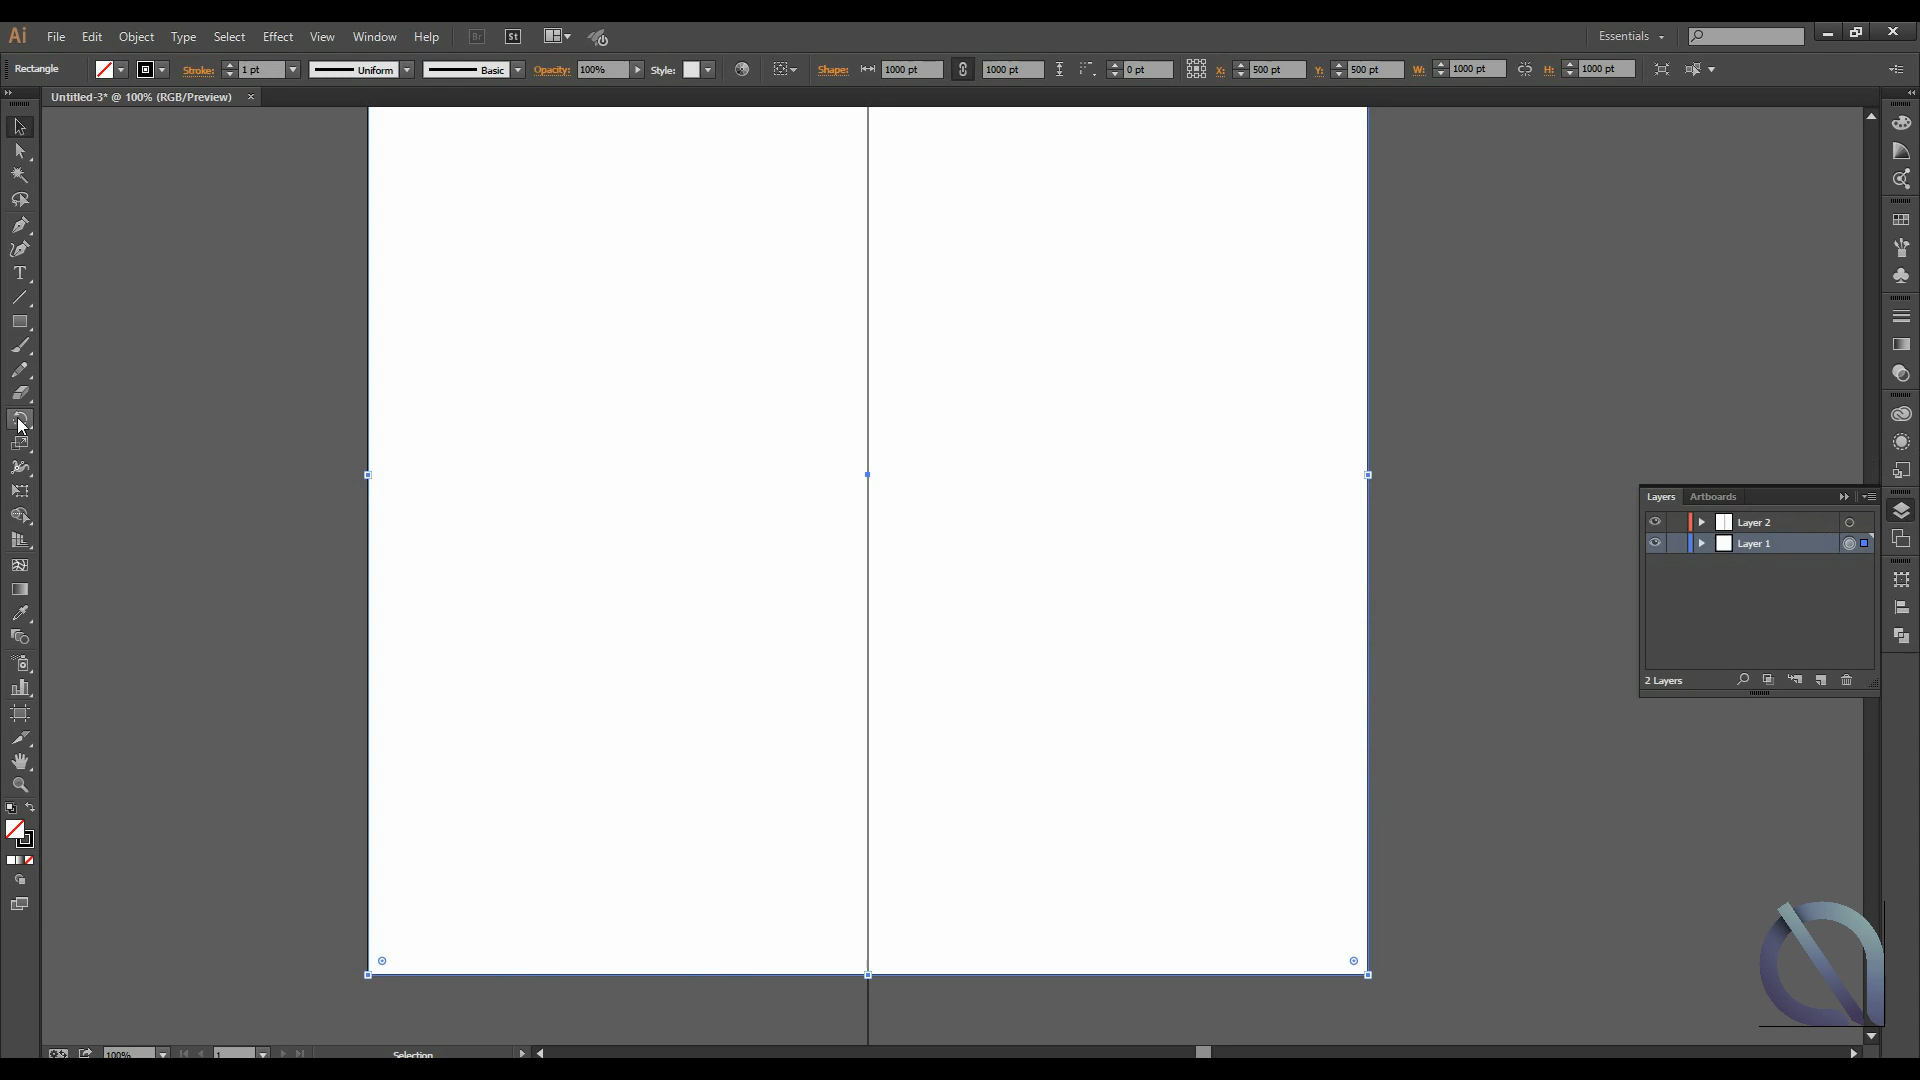 Ai File Edit Object Type Select Effect View Window Help Br St Essentials
Rectangle Stroke: 1 pt Uniform Basic Opacity: 100% Style: Shape: 1000 pt 1000 pt 0 pt X: 500 pt Y: 500 pt W: 1000 pt H: 1000 pt
Untitled-3* @ 100% (RGB/Preview)
T
Layers Artboards
Layer 2
Layer 1
2 Layers
100% 1 Selection